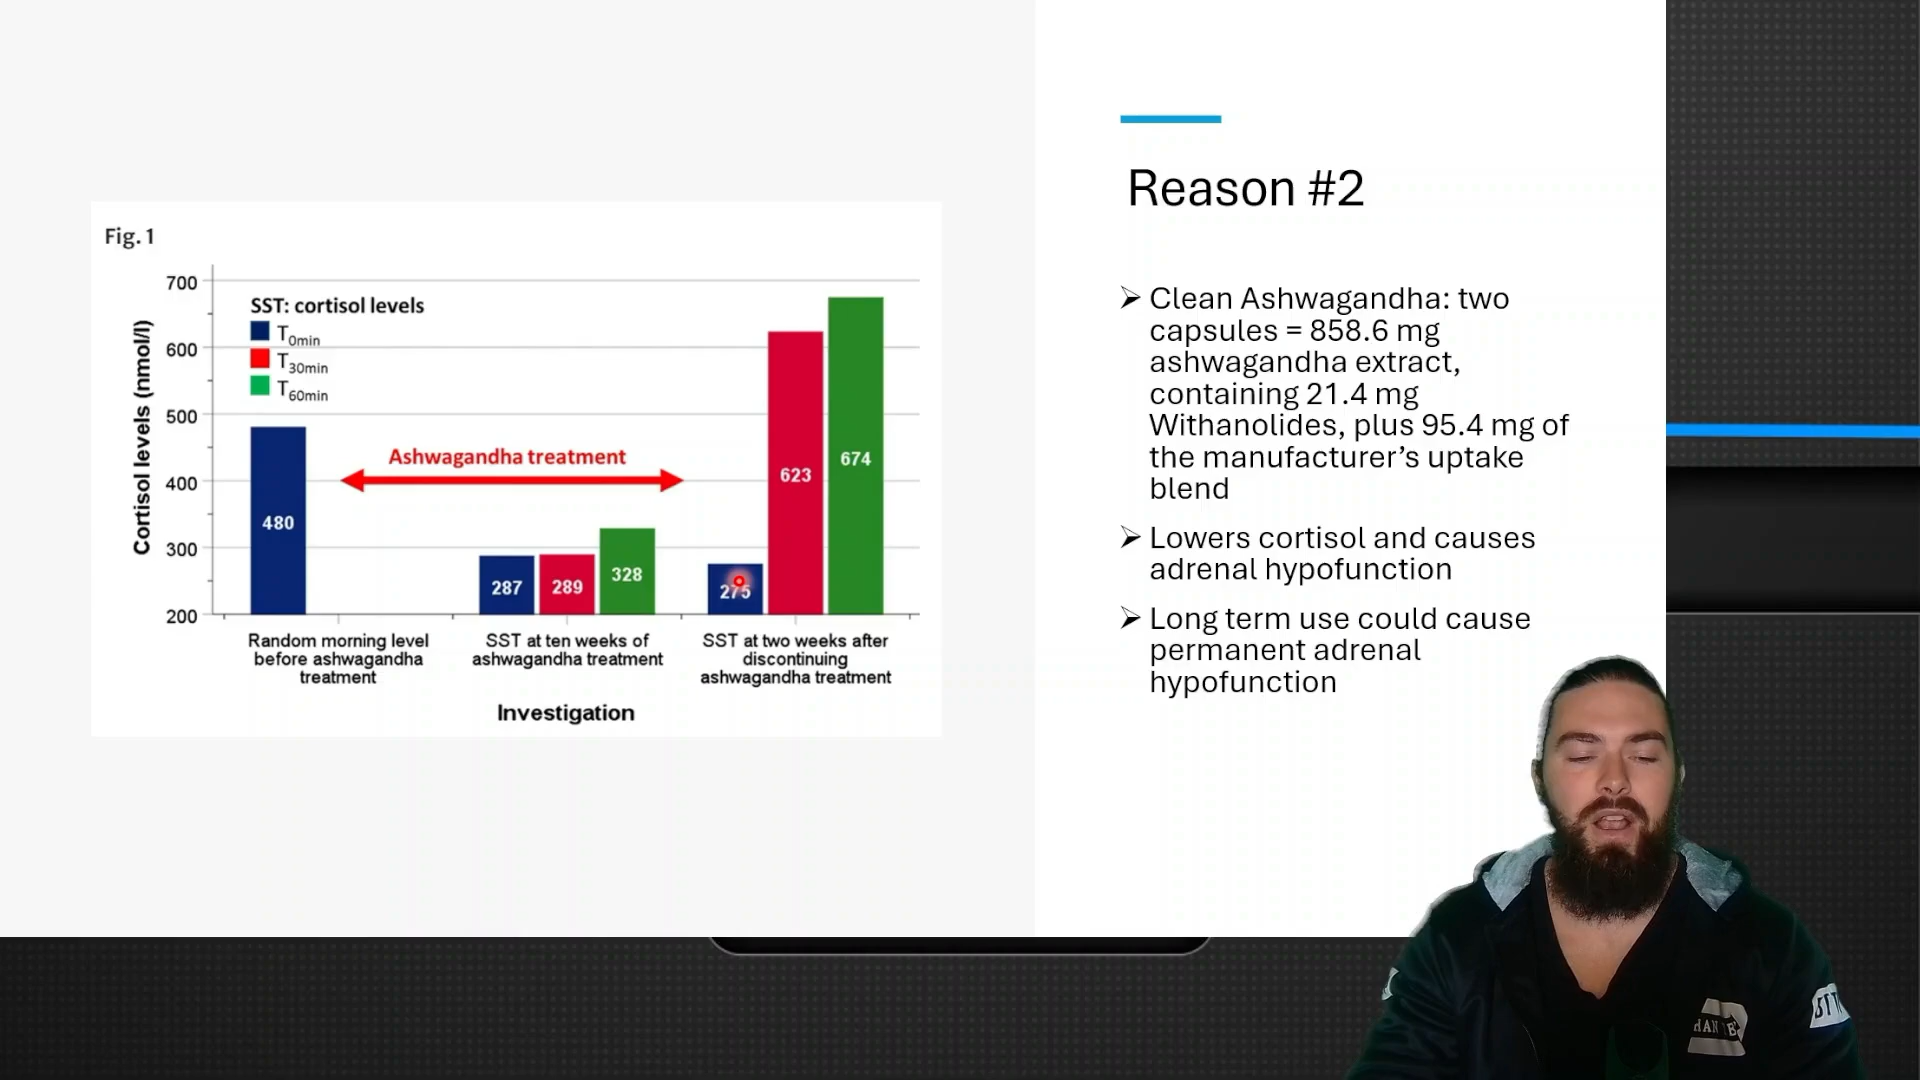 Fig. 1
700
600
500
400
300
200
Cortisol levels (nmol/l)
SST: cortisol levels
T0min
T30min
T60min
Ashwagandha treatment
480
287
289
328
275
623
674
Random morning level
before ashwagandha
treatment
SST at ten weeks of
ashwagandha treatment
SST at two weeks after
discontinuing
ashwagandha treatment
Investigation
Reason #2
➢ Clean Ashwagandha: two
capsules = 858.6 mg
ashwagandha extract,
containing 21.4 mg
Withanolides, plus 95.4 mg of
the manufacturer’s uptake
blend
➢ Lowers cortisol and causes
adrenal hypofunction
➢ Long term use could cause
permanent adrenal
hypofunction